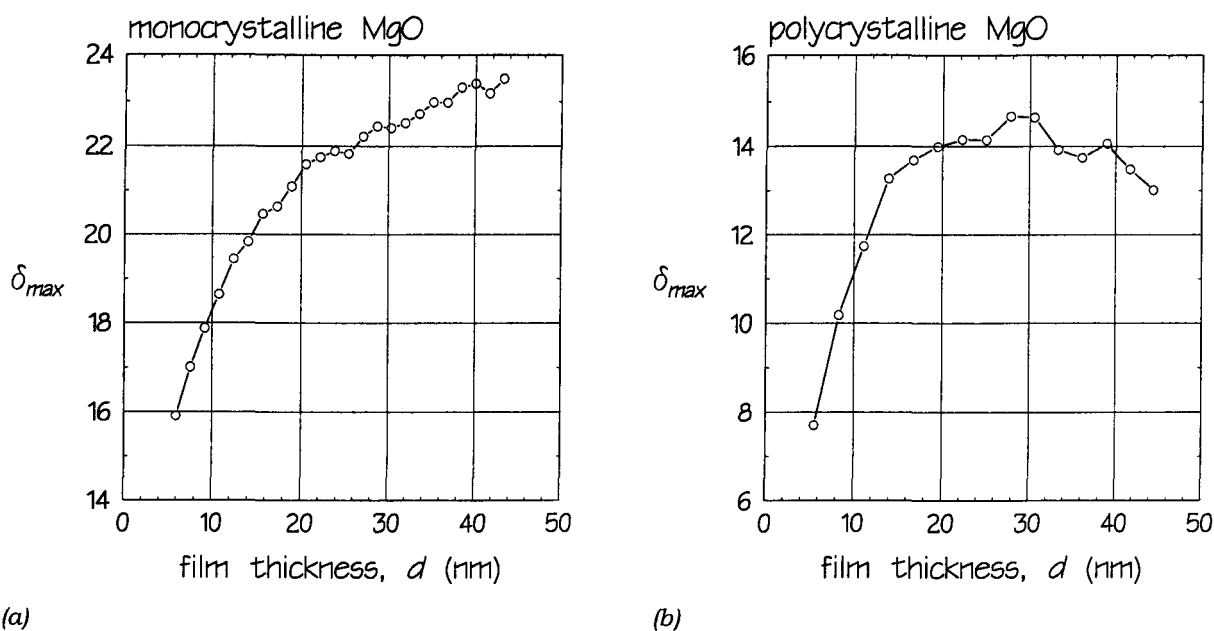 monocrystalline MgO
24
22
20
18
16
14
δmax
0 10 20 30 40 50
film thickness, d (nm)
(a)
polycrystalline MgO
16
14
12
10
8
6
δmax
0 10 20 30 40 50
film thickness, d (nm)
(b)